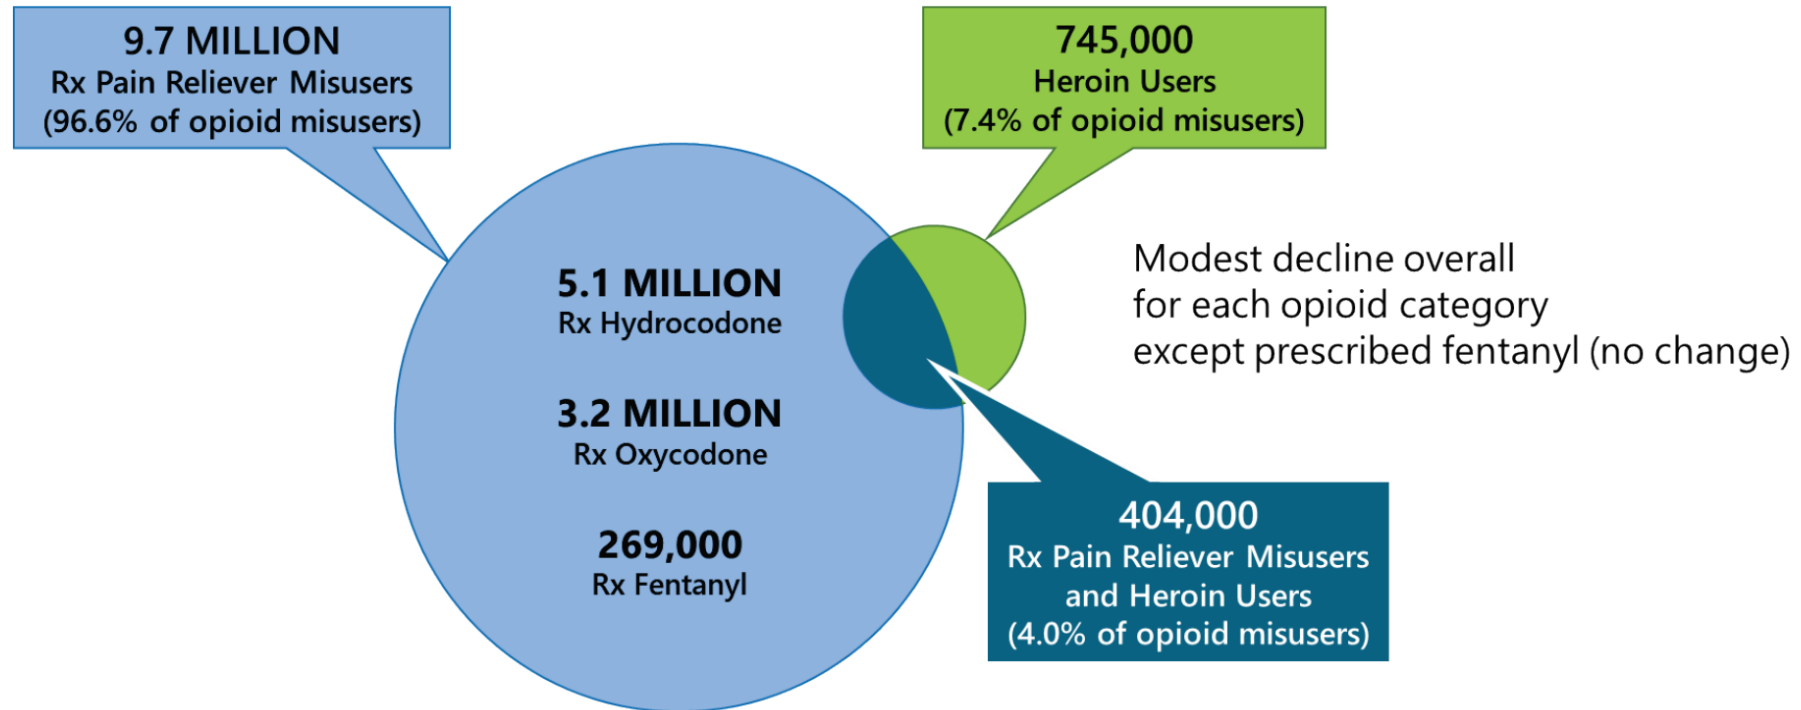 9.7 MILLION
Rx Pain Reliever Misusers
(96.6% of opioid misusers)
745,000
Heroin Users
(7.4% of opioid misusers)
5.1 MILLION
Rx Hydrocodone
3.2 MILLION
Rx Oxycodone
269,000
Rx Fentanyl
Modest decline overall
for each opioid category
except prescribed fentanyl (no change)
404,000
Rx Pain Reliever Misusers
and Heroin Users
(4.0% of opioid misusers)